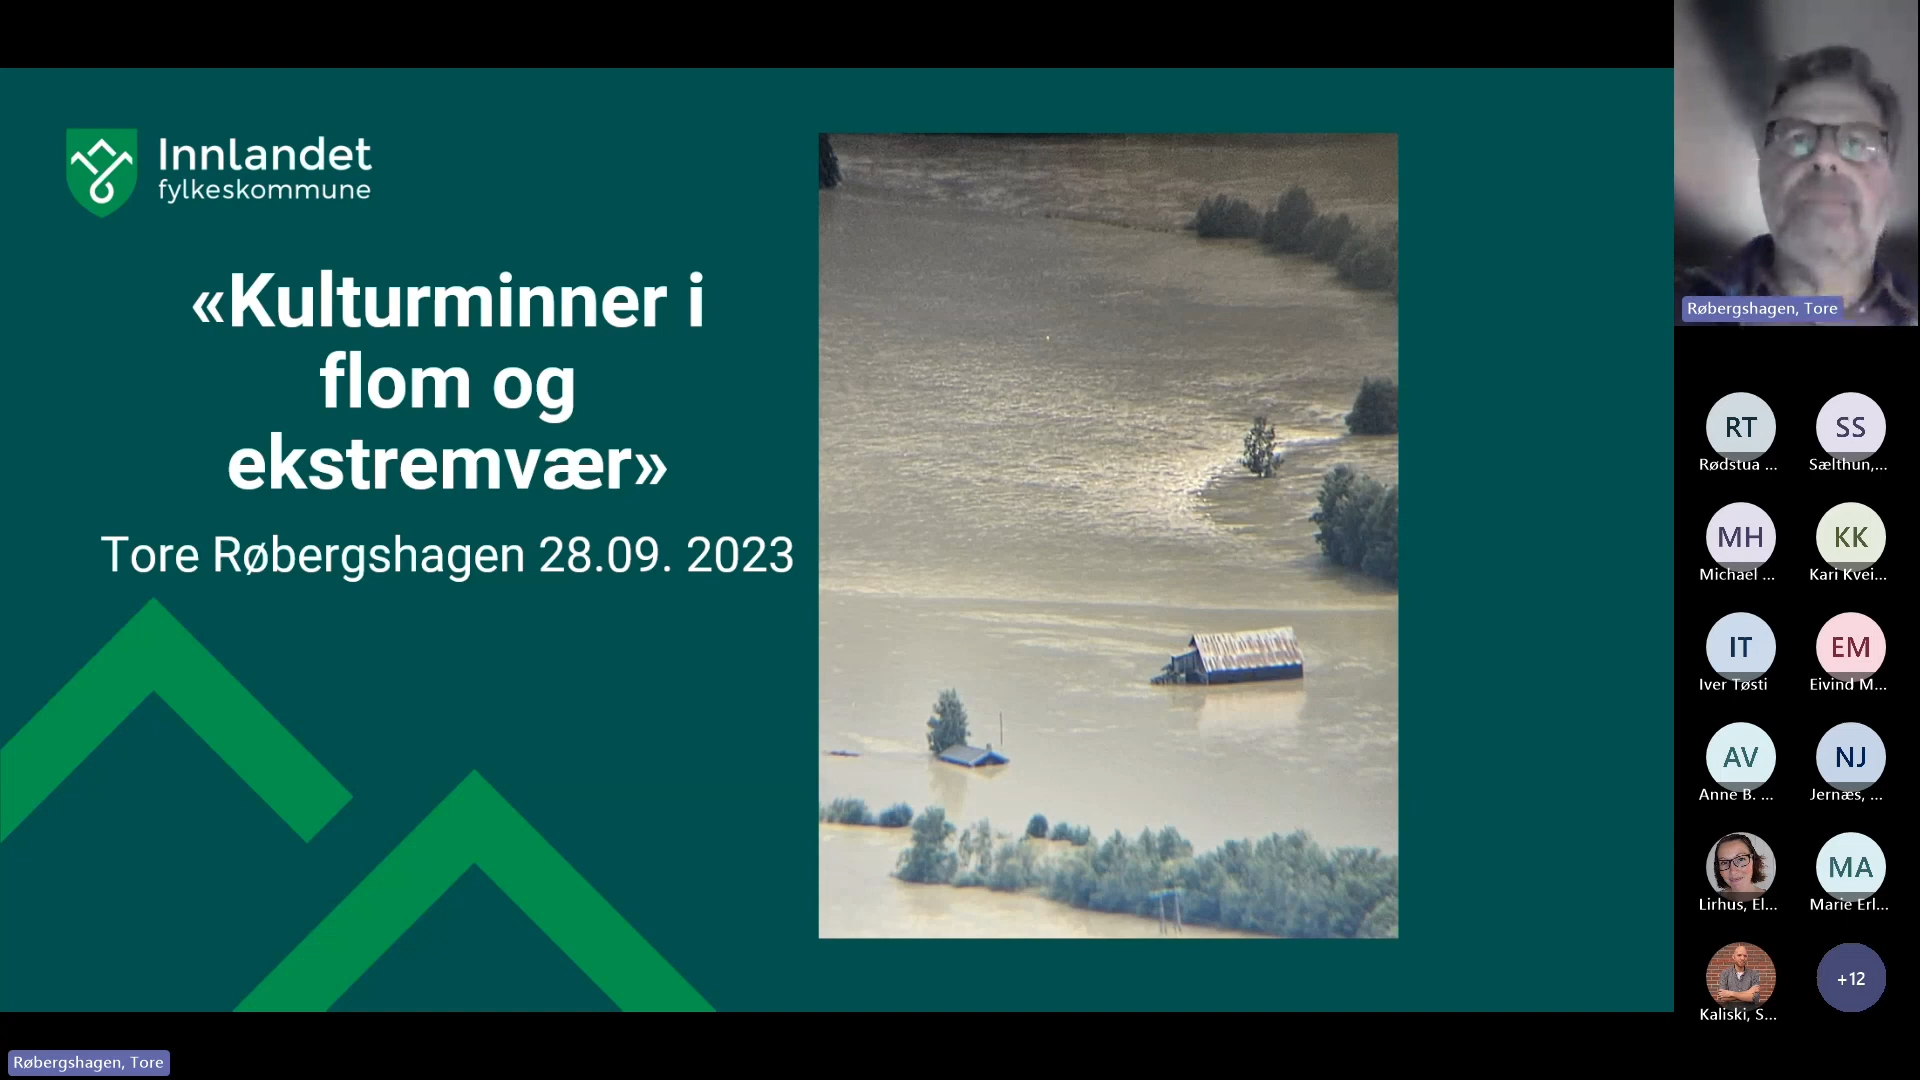 Innlandet
fylkeskommune
«Kulturminner i
flom og
ekstremvær»
Tore Røbergshagen 28.09. 2023
Røbergshagen, Tore
RT
Rødstua ...
SS
Sælthun,...
MH
Michael ...
KK
Kari Kvei...
IT
Iver Tøsti
EM
Eivind M...
AV
Anne B. ...
NJ
Jernæs, ...
Lirhus, El...
MA
Marie Erl...
Kaliski, S...
+12
Røbergshagen, Tore